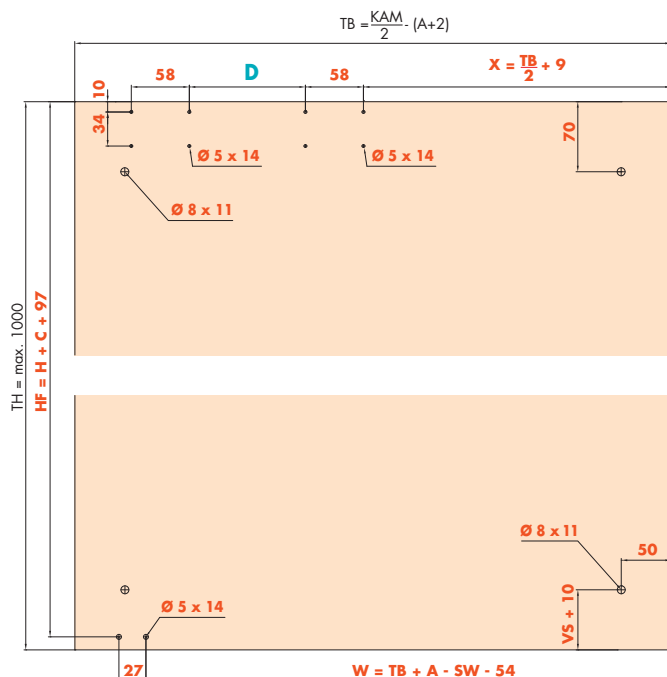 TB = KAM/2 - (A+2)
58
D
58
X = TB/2 + 9
10
34
70
Ø 5 x 14
Ø 5 x 14
Ø 8 x 11
TH = max. 1000
HF = H + C + 97
Ø 8 x 11
50
Ø 5 x 14
VS + 10
27
W = TB + A - SW - 54